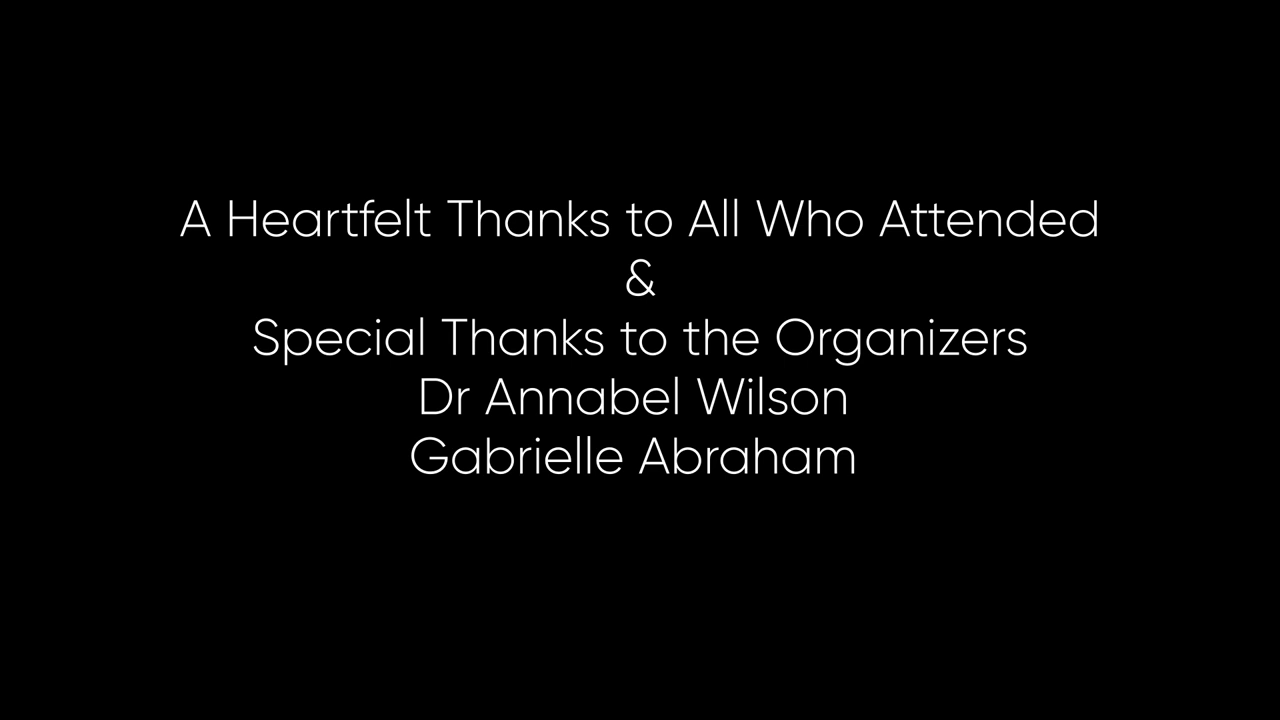 A Heartfelt Thanks to All Who Attended
&
Special Thanks to the Organizers
Dr Annabel Wilson
Gabrielle Abraham